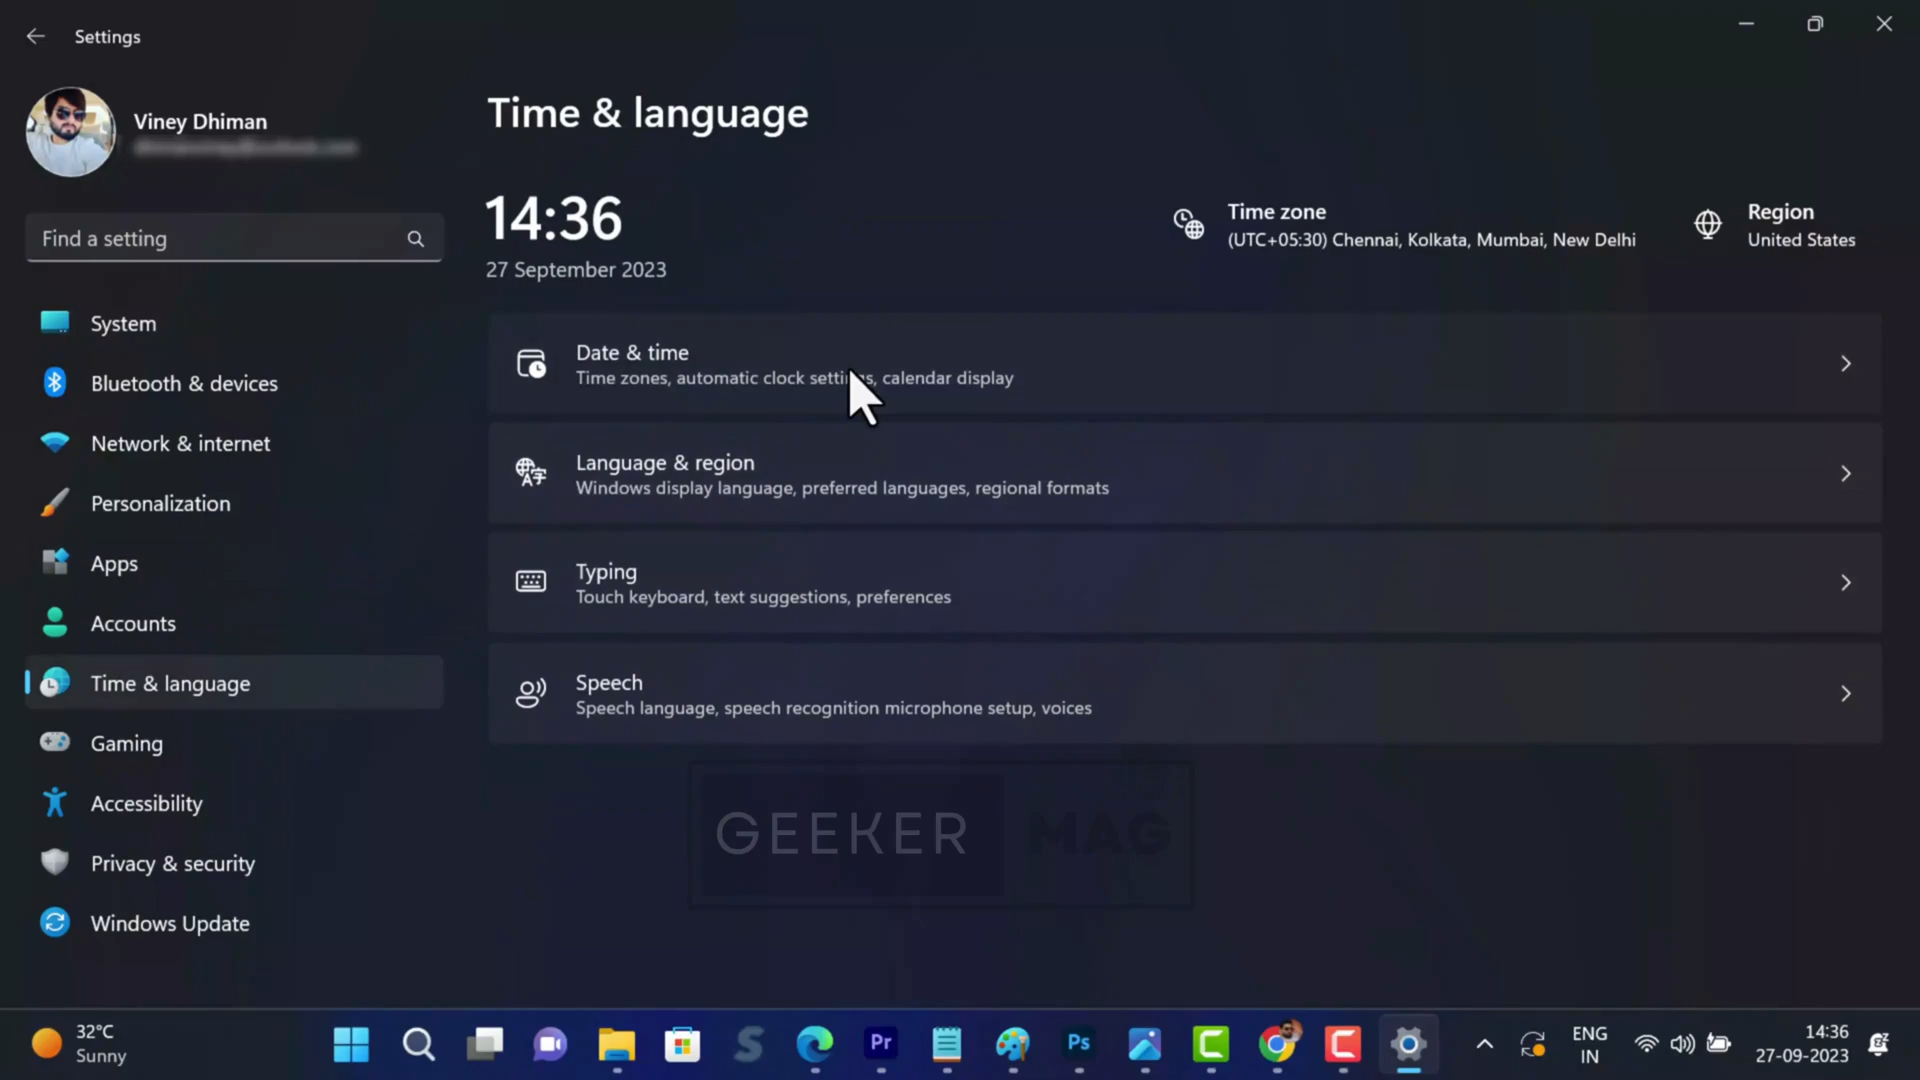 Settings
Viney Dhiman
Find a setting
System
Bluetooth & devices
Network & internet
Personalization
Apps
Accounts
Time & language
Gaming
Accessibility
Privacy & security
Windows Update
Time & language
14:36
27 September 2023
Time zone
(UTC+05:30) Chennai, Kolkata, Mumbai, New Delhi
Region
United States
Date & time
Time zones, automatic clock settings, calendar display
Language & region
Windows display language, preferred languages, regional formats
Typing
Touch keyboard, text suggestions, preferences
Speech
Speech language, speech recognition microphone setup, voices
GEEKER MAG
32°C
Sunny
Pr
Ps
ENG
IN
14:36
27-09-2023